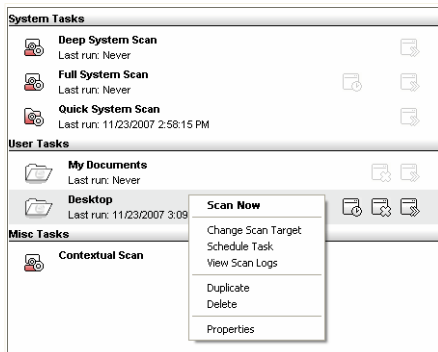 System Tasks
Deep System Scan
Last run: Never
Full System Scan
Last run: Never
Quick System Scan
Last run: 11/23/2007 2:58:15 PM
User Tasks
My Documents
Last run: Never
Desktop
Last run: 11/23/2007 3:09
Scan Now
Change Scan Target
Schedule Task
View Scan Logs
Duplicate
Delete
Properties
Misc Tasks
Contextual Scan